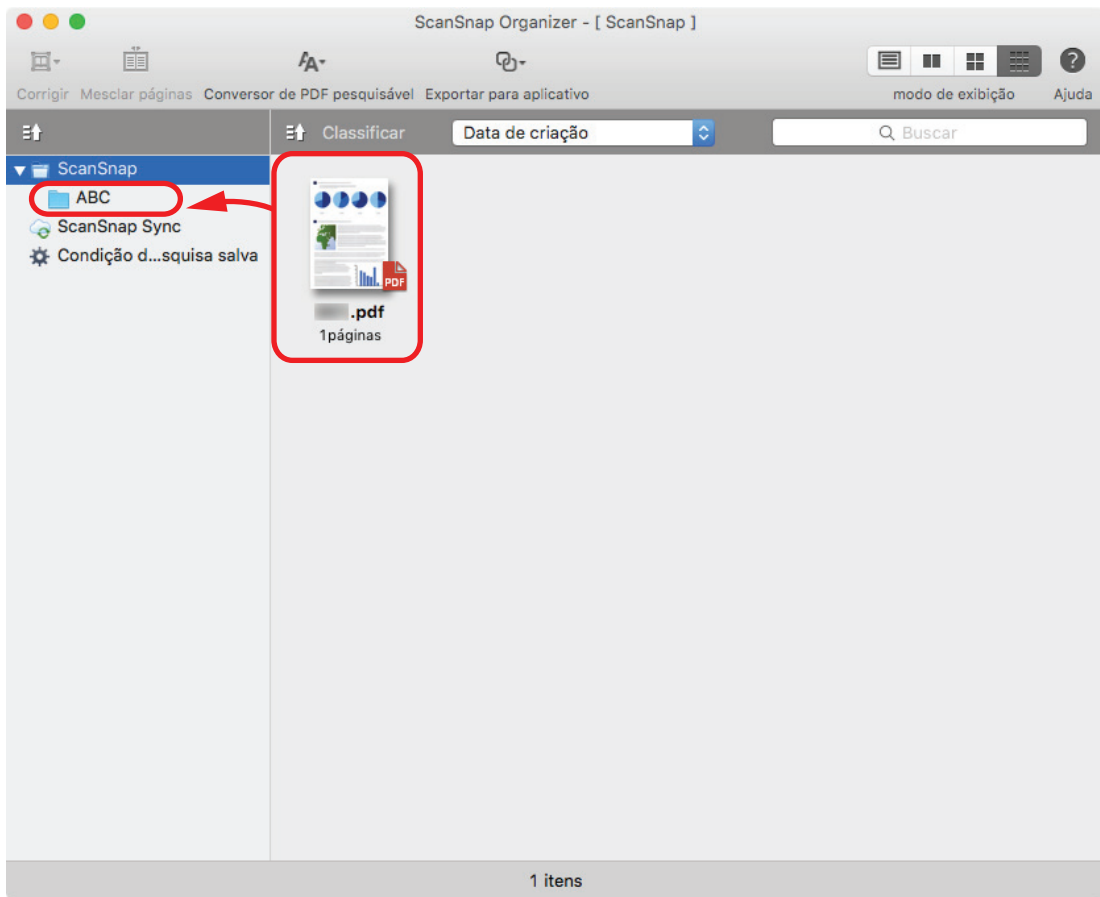 ScanSnap Organizer - [ ScanSnap ]
Corrigir Mesclar páginas Conversor de PDF pesquisável Exportar para aplicativo modo de exibição Ajuda
Classificar Data de criação Buscar
ScanSnap
ABC
ScanSnap Sync
Condição d...squisa salva
PDF
.pdf
1páginas
1 itens